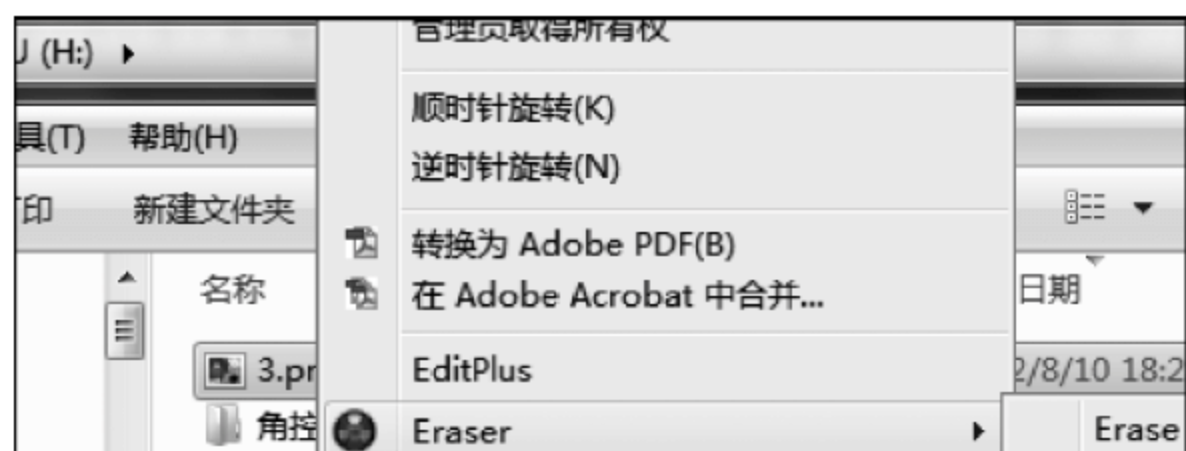 管理员取得所有权
J (H:)
顺时针旋转(K)
具(T) 帮助(H)
逆时针旋转(N)
印 新建文件夹
转换为 Adobe PDF(B)
名称
在 Adobe Acrobat 中合并...
日期
EditPlus
3.pr
2/8/10 18:2
角控
Eraser
Erase